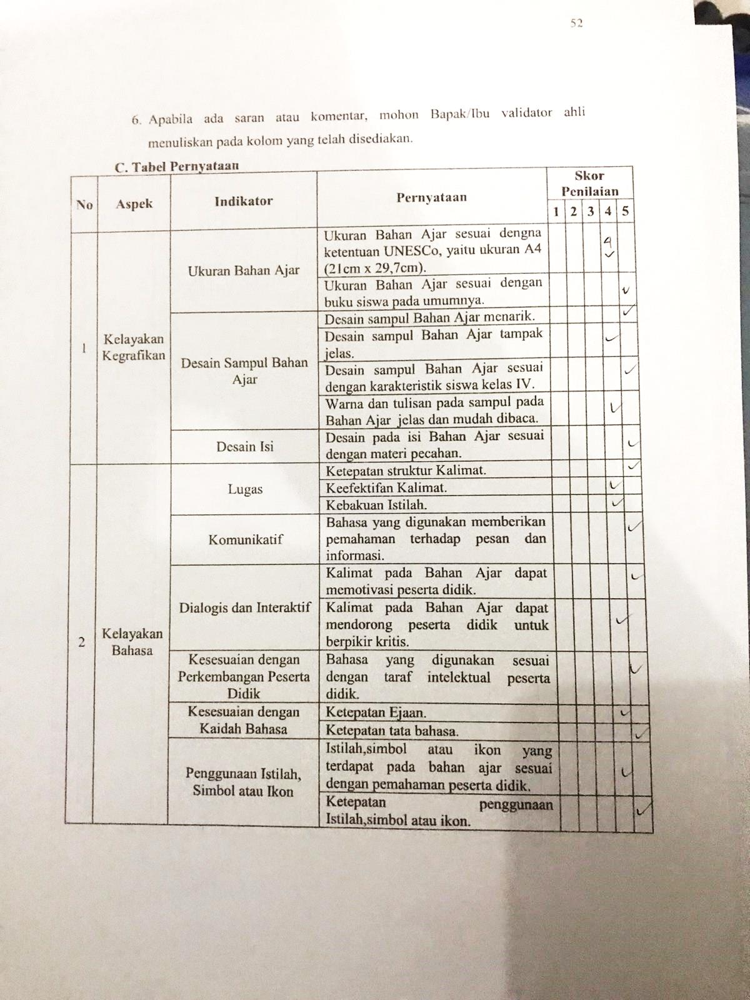 52
6. Apabila ada saran atau komentar, mohon Bapak/Ibu validator ahli
menuliskan pada kolom yang telah disediakan.
C. Tabel Pernyataan
No Aspek Indikator Pernyataan Skor Penilaian
1 2 3 4 5
1 Kelayakan Kegrafikan
Ukuran Bahan Ajar
Ukuran Bahan Ajar sesuai dengna
ketentuan UNESCo, yaitu ukuran A4
(21cm x 29,7cm). 4 ✓
Ukuran Bahan Ajar sesuai dengan
buku siswa pada umumnya. ✓
Desain Sampul Bahan
Ajar
Desain sampul Bahan Ajar menarik. ✓
Desain sampul Bahan Ajar tampak
jelas. ✓
Desain sampul Bahan Ajar sesuai
dengan karakteristik siswa kelas IV. ✓
Warna dan tulisan pada sampul pada
Bahan Ajar jelas dan mudah dibaca. ✓
Desain Isi
Desain pada isi Bahan Ajar sesuai
dengan materi pecahan. ✓
2 Kelayakan Bahasa
Lugas
Ketepatan struktur Kalimat. ✓
Keefektifan Kalimat. ✓
Kebakuan Istilah. ✓
Komunikatif
Bahasa yang digunakan memberikan
pemahaman terhadap pesan dan
informasi. ✓
Dialogis dan Interaktif
Kalimat pada Bahan Ajar dapat
memotivasi peserta didik. ✓
Kalimat pada Bahan Ajar dapat
mendorong peserta didik untuk
berpikir kritis. ✓
Kesesuaian dengan
Perkembangan Peserta
Didik
Bahasa yang digunakan sesuai
dengan taraf intelektual peserta
didik. ✓
Kesesuaian dengan
Kaidah Bahasa
Ketepatan Ejaan. ✓
Ketepatan tata bahasa. ✓
Penggunaan Istilah,
Simbol atau Ikon
Istilah,simbol atau ikon yang
terdapat pada bahan ajar sesuai
dengan pemahaman peserta didik. ✓
Ketepatan penggunaan
Istilah,simbol atau ikon. ✓